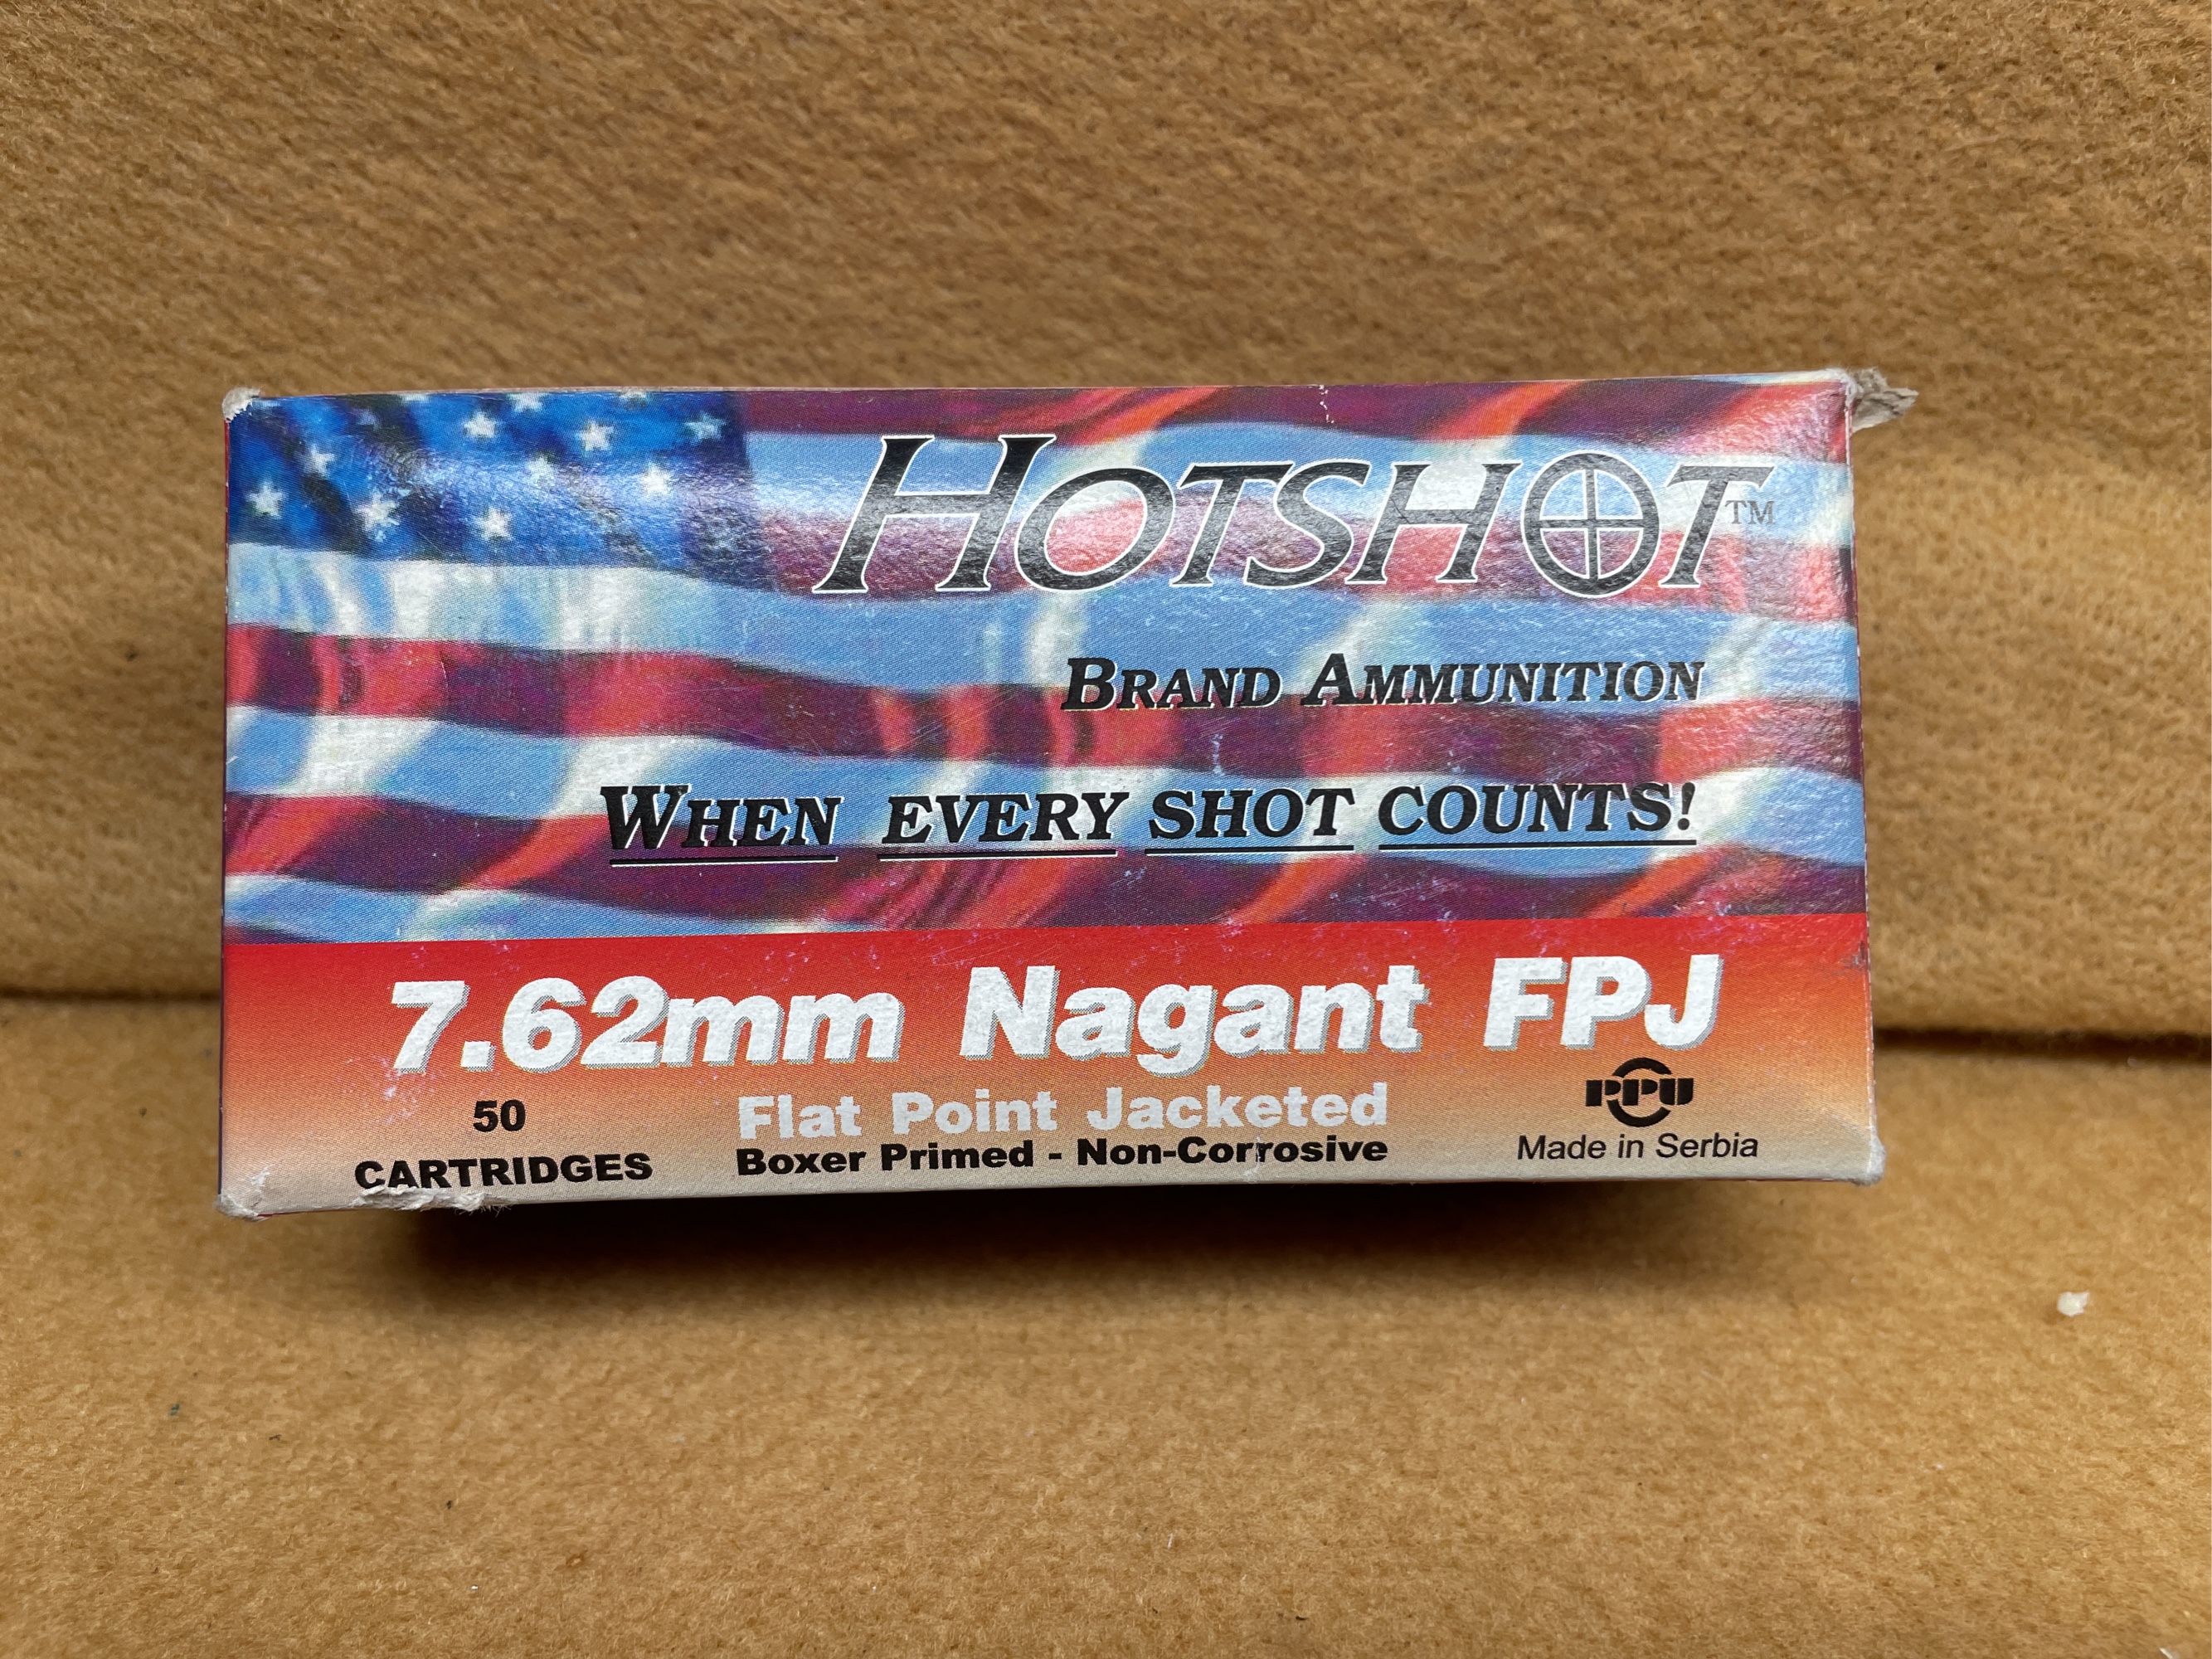 HOTSHOT™
BRAND AMMUNITION
WHEN EVERY SHOT COUNTS!
7.62mm Nagant FPJ
Flat Point Jacketed
Boxer Primed - Non-Corrosive
50
CARTRIDGES
PPU
Made in Serbia